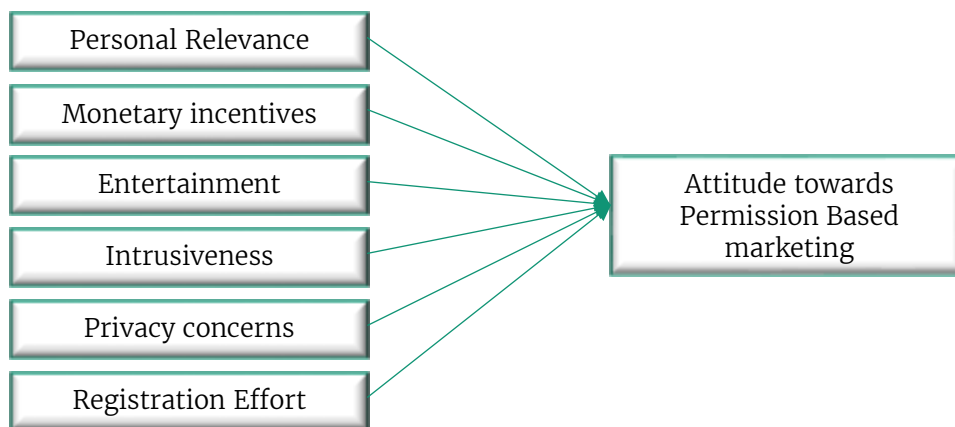 Personal Relevance
Monetary incentives
Entertainment
Intrusiveness
Privacy concerns
Registration Effort
Attitude towards
Permission Based
marketing